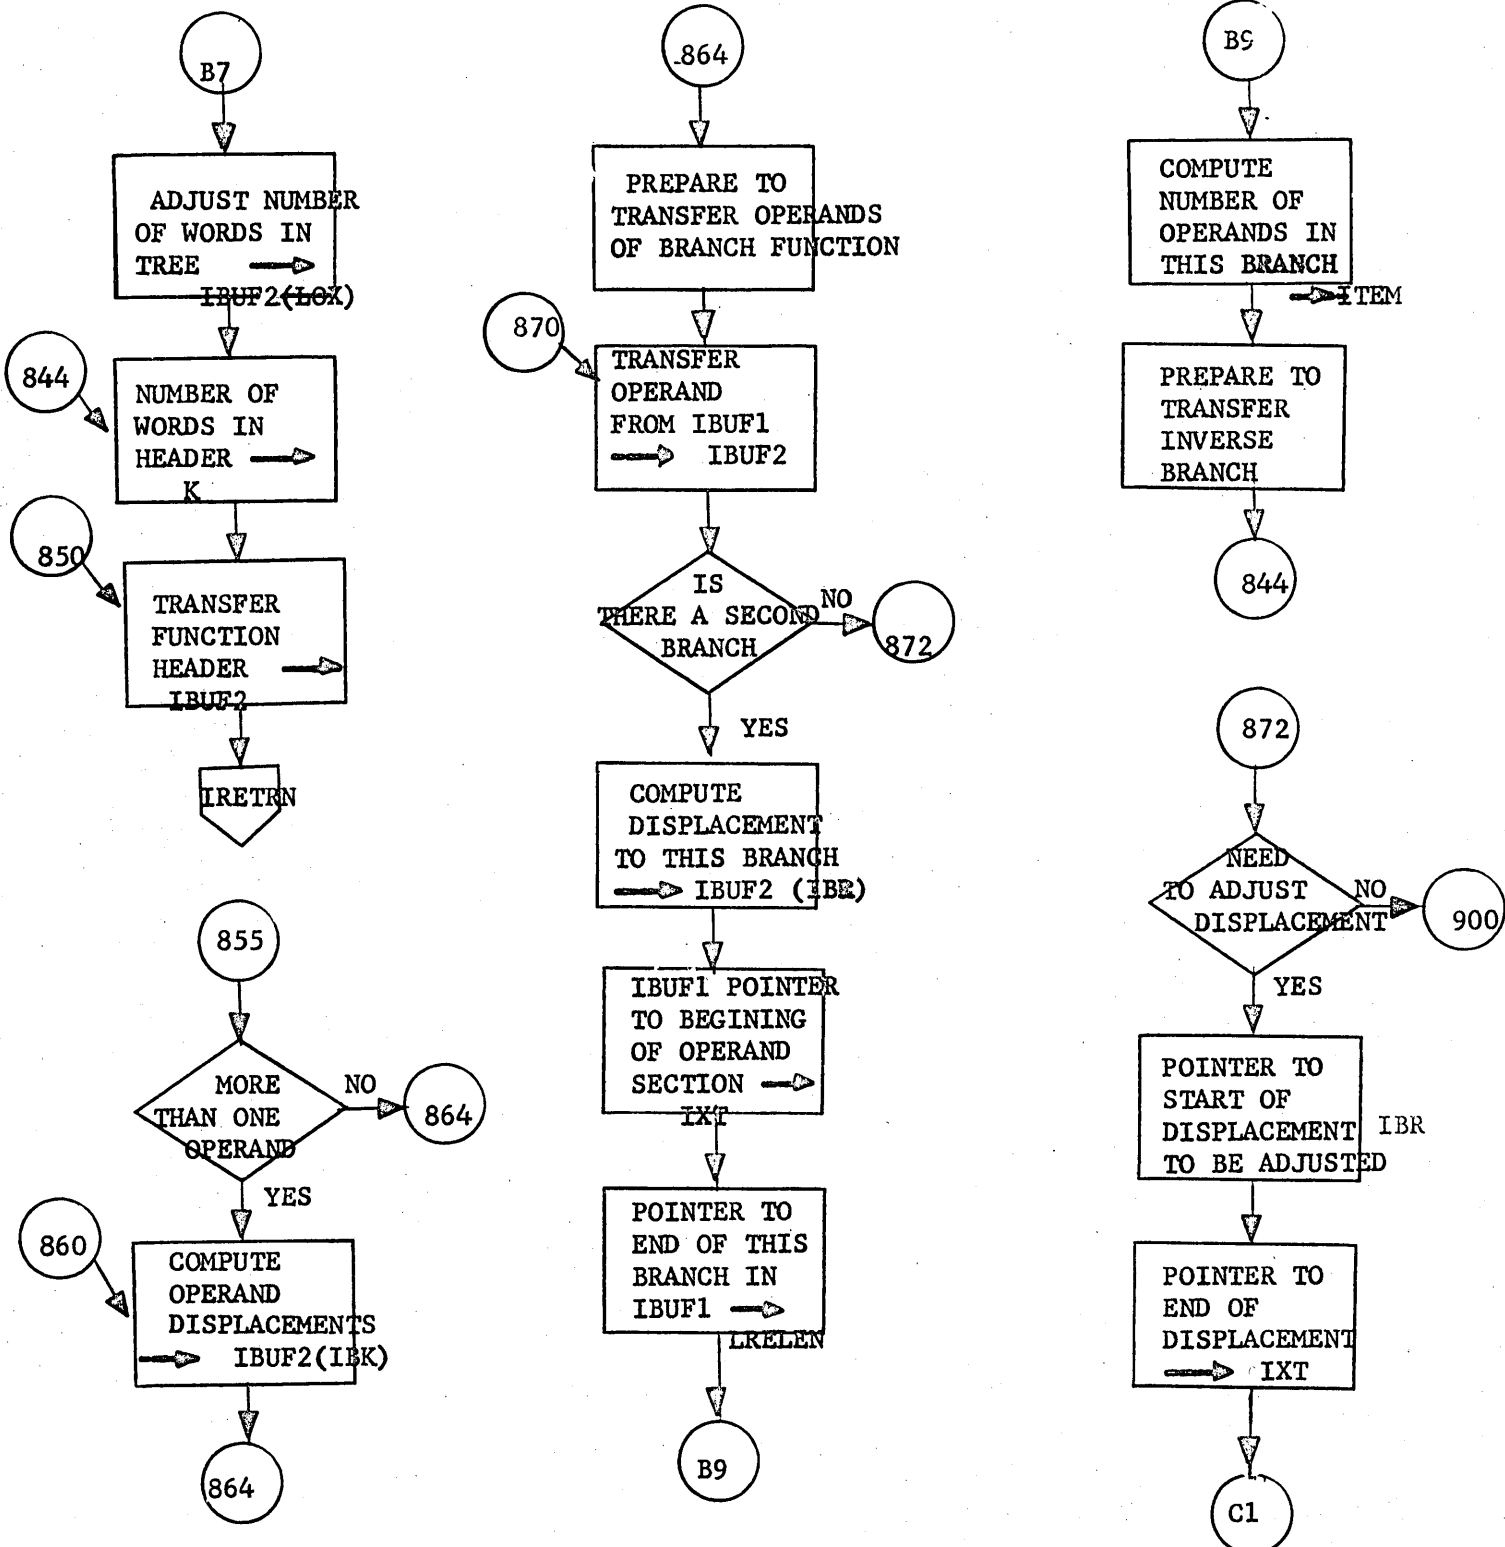 B7
ADJUST NUMBER
OF WORDS IN
TREE
IBUF2(LOX)
844
NUMBER OF
WORDS IN
HEADER
K
850
TRANSFER
FUNCTION
HEADER
IBUF2
IRETRN
855
MORE
THAN ONE
OPERAND
NO
864
YES
860
COMPUTE
OPERAND
DISPLACEMENTS
IBUF2(IBK)
864
864
PREPARE TO
TRANSFER OPERANDS
OF BRANCH FUNCTION
870
TRANSFER
OPERAND
FROM IBUF1
IBUF2
IS
THERE A SECOND
BRANCH
NO
872
YES
COMPUTE
DISPLACEMENT
TO THIS BRANCH
IBUF2 (IBR)
IBUF1 POINTER
TO BEGINING
OF OPERAND
SECTION
IXT
POINTER TO
END OF THIS
BRANCH IN
IBUF1
LRELEN
B9
B9
COMPUTE
NUMBER OF
OPERANDS IN
THIS BRANCH
ITEM
PREPARE TO
TRANSFER
INVERSE
BRANCH
844
872
NEED
TO ADJUST
DISPLACEMENT
NO
900
YES
POINTER TO
START OF
DISPLACEMENT IBR
TO BE ADJUSTED
POINTER TO
END OF
DISPLACEMENT
IXT
C1